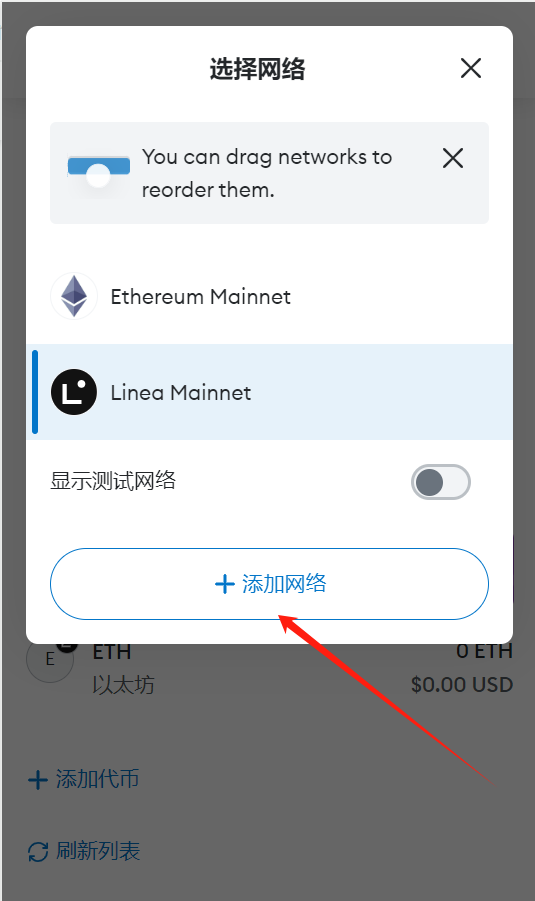 选择网络
You can drag networks to
reorder them.
Ethereum Mainnet
L
Linea Mainnet
显示测试网络
添加网络
E
ETH
0 ETH
以太坊
$0.00 USD
添加代币
刷新列表